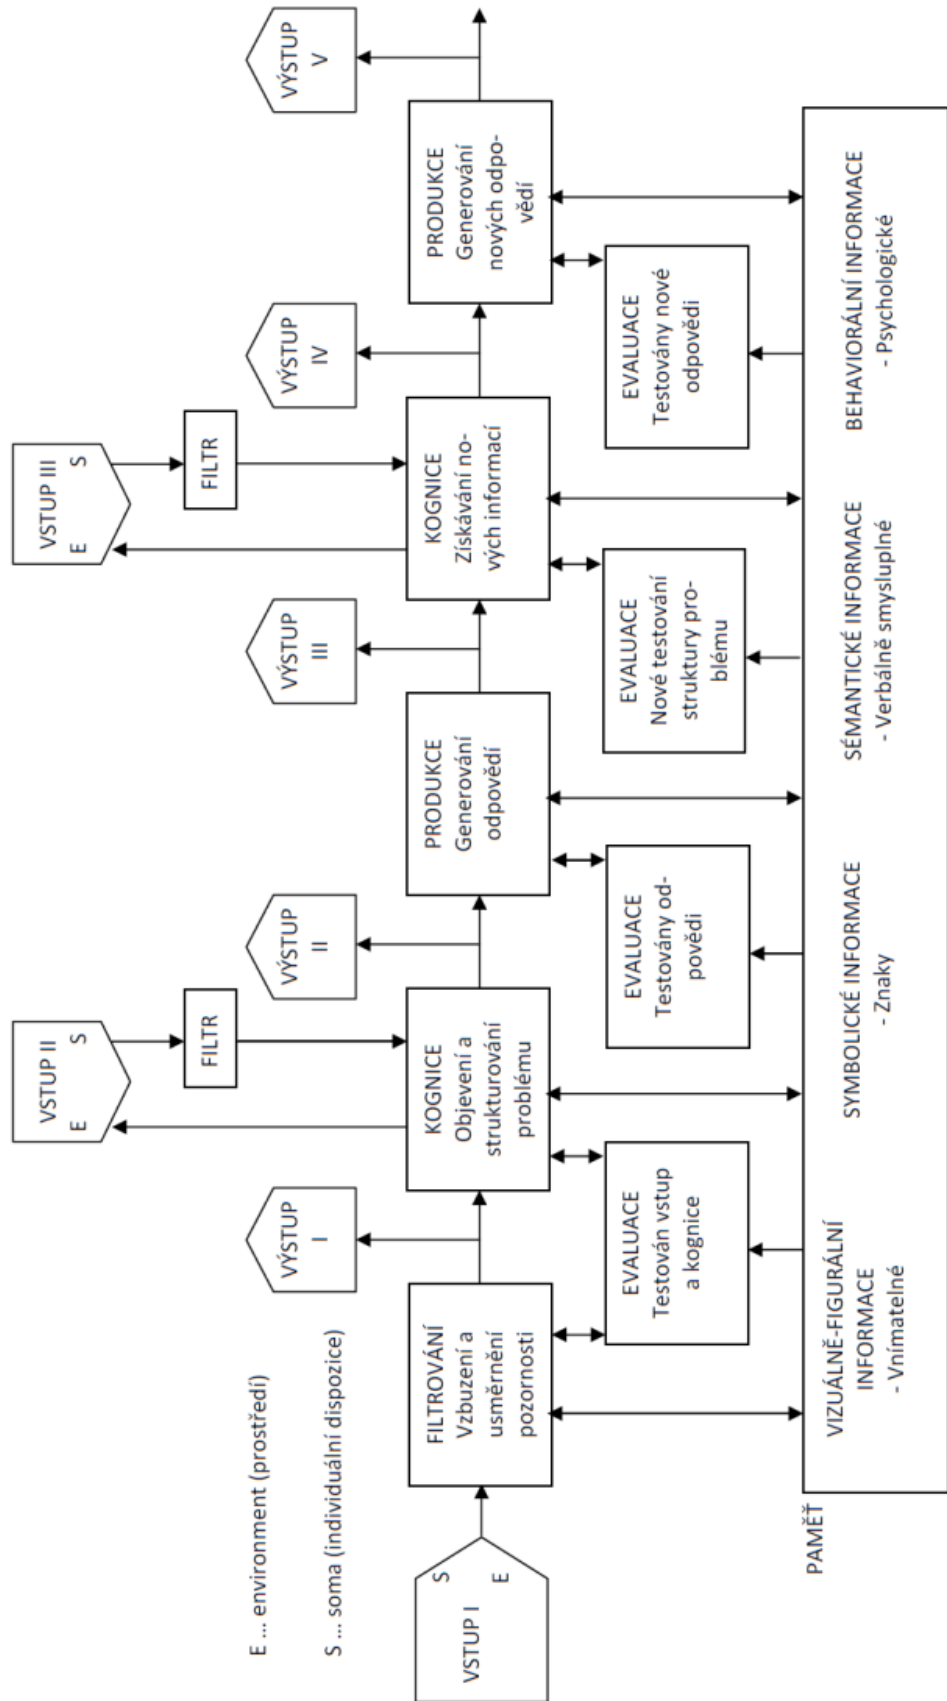 VSTUP II
E S
VSTUP III
E S
FILTR
FILTR
E ... environment (prostředí)
S ... soma (individuální dispozice)
VÝSTUP
I
VÝSTUP
II
VÝSTUP
III
VÝSTUP
IV
VÝSTUP
V
VSTUP I
S
E
FILTROVÁNÍ
Vzbuzení a
usměrnění
pozornosti
KOGNICE
Objevení a
strukturování
problému
PRODUKCE
Generování
odpovědí
KOGNICE
Získávání no-
vých informací
PRODUKCE
Generování
nových odpo-
vědí
EVALUACE
Testován vstup
a kognice
EVALUACE
Testovány od-
povědi
EVALUACE
Nové testování
struktury pro-
blému
EVALUACE
Testovány nové
odpovědi
PAMĚŤ
VIZUÁLNĚ-FIGURÁLNÍ
INFORMACE
- Vnímatelné
SYMBOLICKÉ INFORMACE
- Znaky
SÉMANTICKÉ INFORMACE
- Verbálně smysluplné
BEHAVIORÁLNÍ INFORMACE
- Psychologické